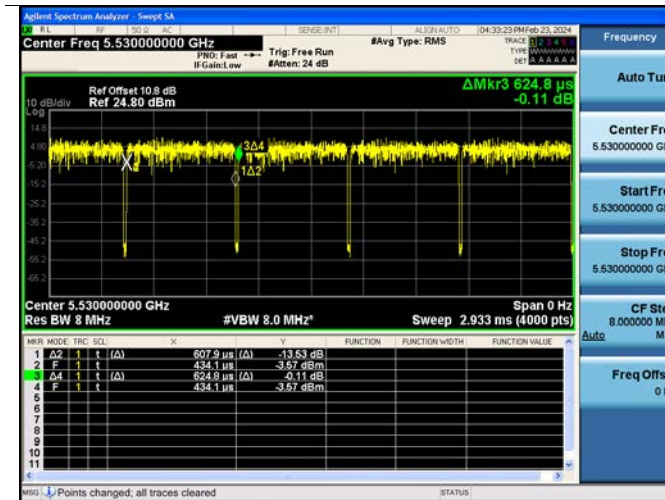 Agilent Spectrum Analyzer - Swept SA
RL RF 50 Ω AC SENSE:INT ALIGN AUTO 04:33:23 PM Feb 23, 2024
Center Freq 5.530000000 GHz #Avg Type: RMS TRACE 1 2 3 4 5 6
PNO: Fast Trig: Free Run TYPE
IFGain:Low #Atten: 24 dB DET A A A A A A
Ref Offset 10.8 dB ΔMkr3 624.8 µs
10 dB/div Ref 24.80 dBm -0.11 dB
Log
14.8
4.80
-5.20
-15.2
-25.2
-35.2
-45.2
-55.2
-65.2
3Δ4
1Δ2
Center 5.530000000 GHz Span 0 Hz
Res BW 8 MHz #VBW 8.0 MHz* Sweep 2.933 ms (4000 pts)
MKR MODE TRC SCL X Y FUNCTION FUNCTION WIDTH FUNCTION VALUE
1 Δ2 1 t (Δ) 607.9 µs (Δ) -13.53 dB
2 F 1 t 434.1 µs -3.57 dBm
3 Δ4 1 t (Δ) 624.8 µs (Δ) -0.11 dB
4 F 1 t 434.1 µs -3.57 dBm
5
6
7
8
9
10
11
MSG Points changed; all traces cleared STATUS
Frequency
Auto Tu
Center Fre
5.530000000 G
Start Fre
5.530000000 G
Stop Fre
5.530000000 G
CF Ste
8.000000 M
Auto M
Freq Offs
0